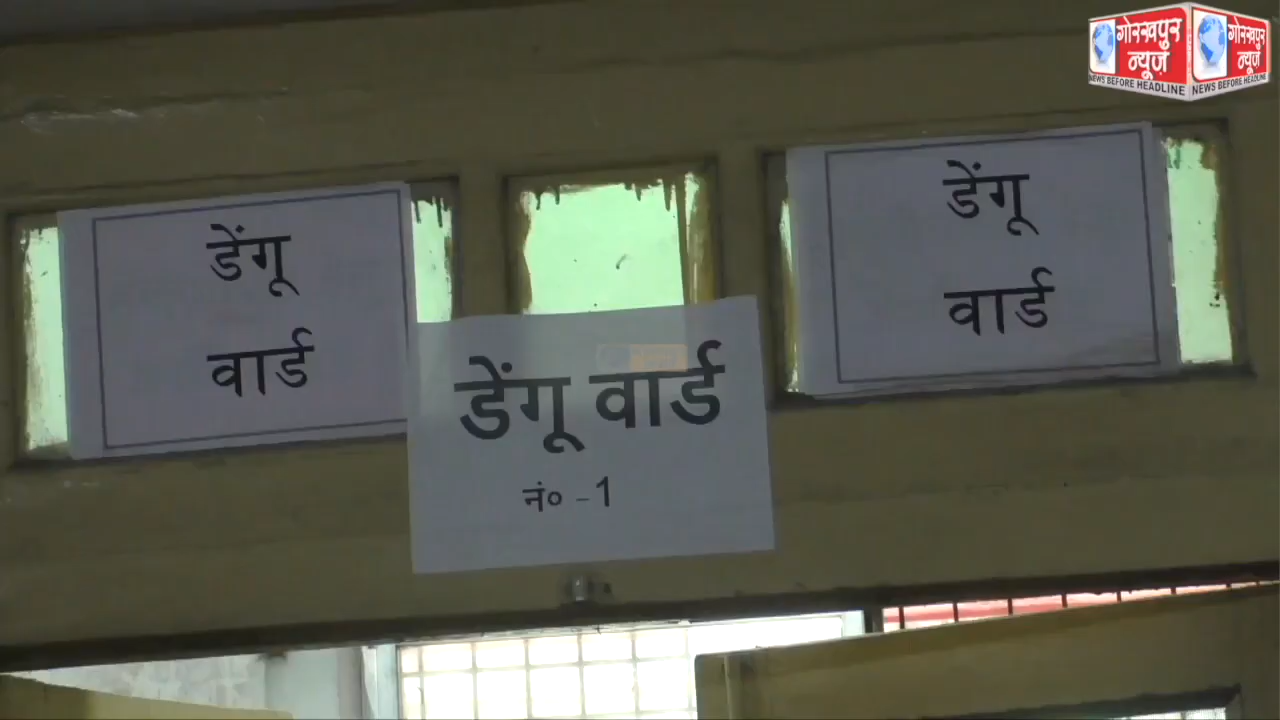 गोरखपुर
न्यूज़
NEWS BEFORE HEADLINE
गोरखपुर
न्यूज़
NEWS BEFORE HEADLINE
डेंगू
वार्ड
डेंगू वार्ड
नं० -1
डेंगू
वार्ड